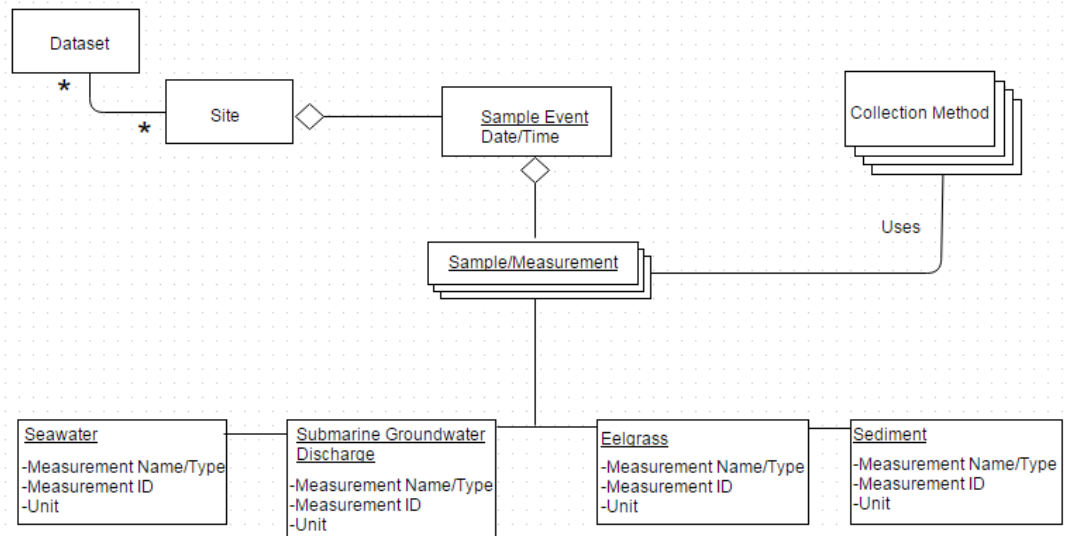 Dataset
*
*
Site
Sample Event
Date/Time
Collection Method
Uses
Sample/Measurement
Seawater
-Measurement Name/Type
-Measurement ID
-Unit
Submarine Groundwater
Discharge
-Measurement Name/Type
-Measurement ID
-Unit
Eelgrass
-Measurement Name/Type
-Measurement ID
-Unit
Sediment
-Measurement Name/Type
-Measurement ID
-Unit